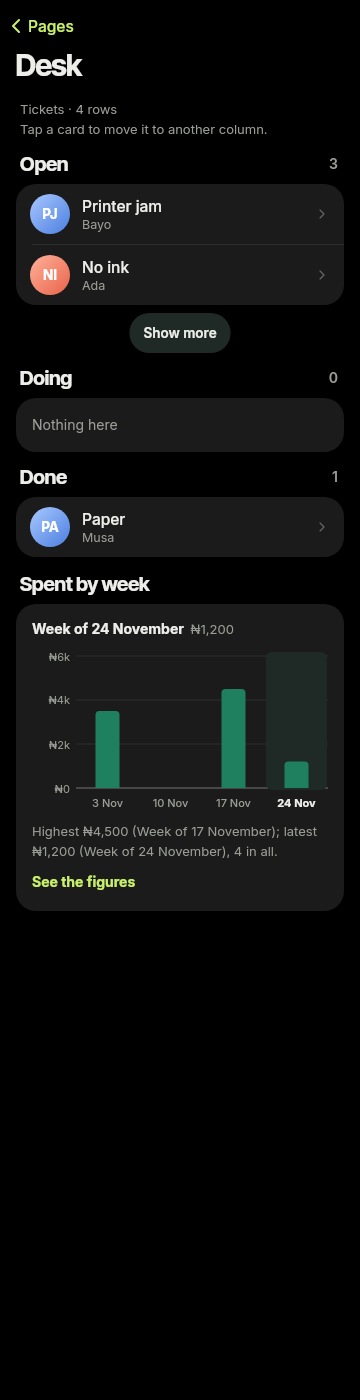 Pages
Desk
Tickets · 4 rows
Tap a card to move it to another column.
Open 3
PJ Printer jam
Bayo
NI No ink
Ada
Show more
Doing 0
Nothing here
Done 1
PA Paper
Musa
Spent by week
Week of 24 November ₦1,200
₦6k
₦4k
₦2k
₦0
3 Nov 10 Nov 17 Nov 24 Nov
Highest ₦4,500 (Week of 17 November); latest
₦1,200 (Week of 24 November), 4 in all.
See the figures